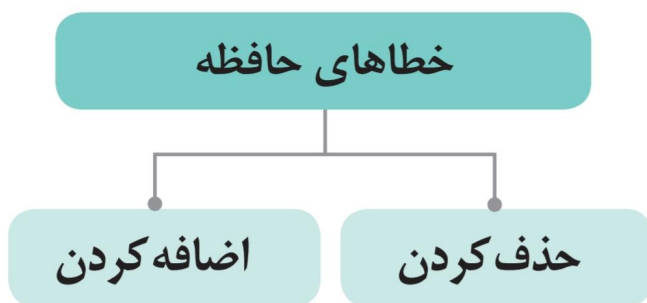 خطاهای حافظه
حذف کردن
اضافه کردن